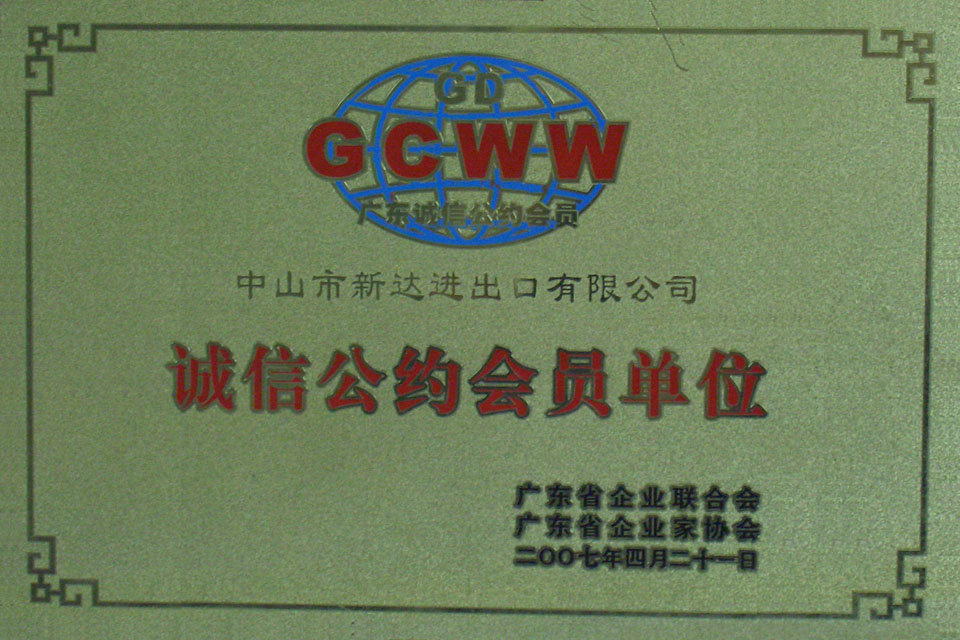 GD
GCWW
广东诚信公约会员
中山市新达进出口有限公司
诚信公约会员单位
广东省企业联合会
广东省企业家协会
二OO七年四月二十一日